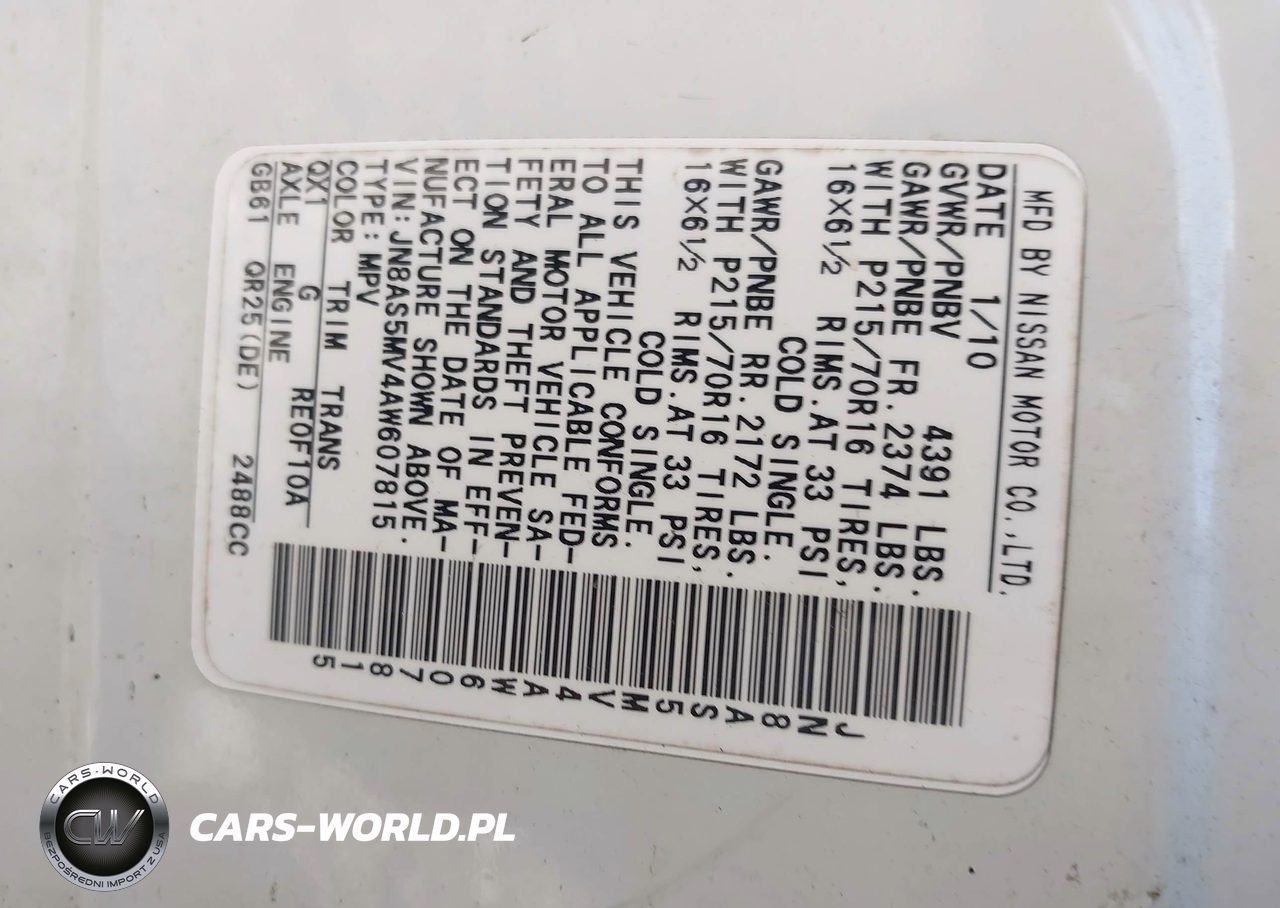 MFD BY NISSAN MOTOR CO.,LTD.
DATE 1/10
GVWR/PNBV 4391 LBS.
GAWR/PNBE FR. 2374 LBS.
WITH P215/70R16 TIRES,
16X6½ RIMS.AT 33 PSI
COLD SINGLE.
GAWR/PNBE RR. 2172 LBS.
WITH P215/70R16 TIRES,
16X6½ RIMS.AT 33 PSI
COLD SINGLE.
THIS VEHICLE CONFORMS
TO ALL APPLICABLE FED-
ERAL MOTOR VEHICLE SA-
FETY AND THEFT PREVEN-
TION STANDARDS IN EFF-
ECT ON THE DATE OF MA-
NUFACTURE SHOWN ABOVE.
VIN:JN8AS5MV4AW607815
TYPE: MPV
COLOR TRIM TRANS
QX1 G REOF10A
AXLE ENGINE
GB61 QR25(DE) 2488CC
JN8AS5MV4AW607815
CARS-WORLD
CW
BEZPOŚREDNI IMPORT Z USA
CARS-WORLD.PL